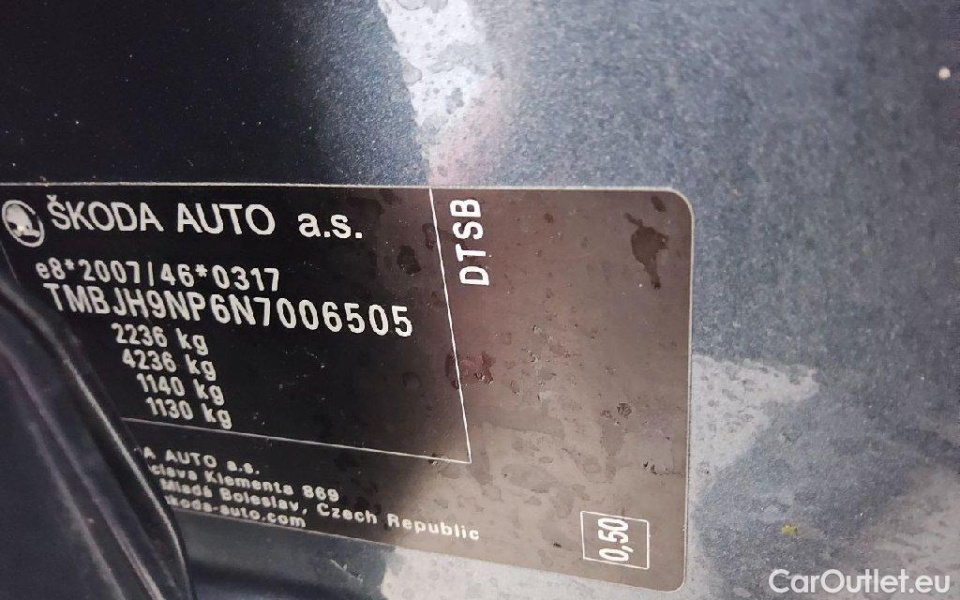 ŠKODA AUTO a.s.
DTSB
e8*2007/46*0317
TMBJH9NP6N7006505
2236 kg
4236 kg
1140 kg
1130 kg
A AUTO a.s.
Klementa 869
Mladá Boleslav, Czech Republic
koda-auto.com
0,50
CarOutlet.eu